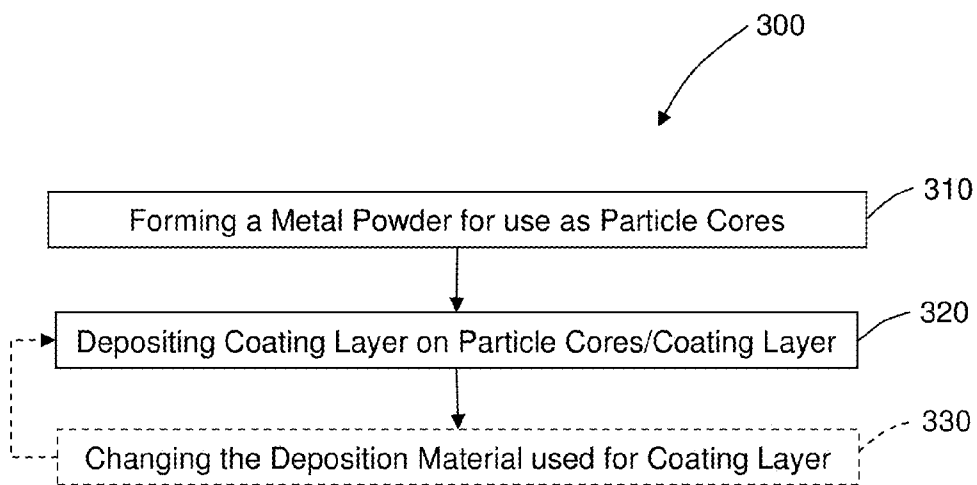 300
310
Forming a Metal Powder for use as Particle Cores
320
Depositing Coating Layer on Particle Cores/Coating Layer
330
Changing the Deposition Material used for Coating Layer